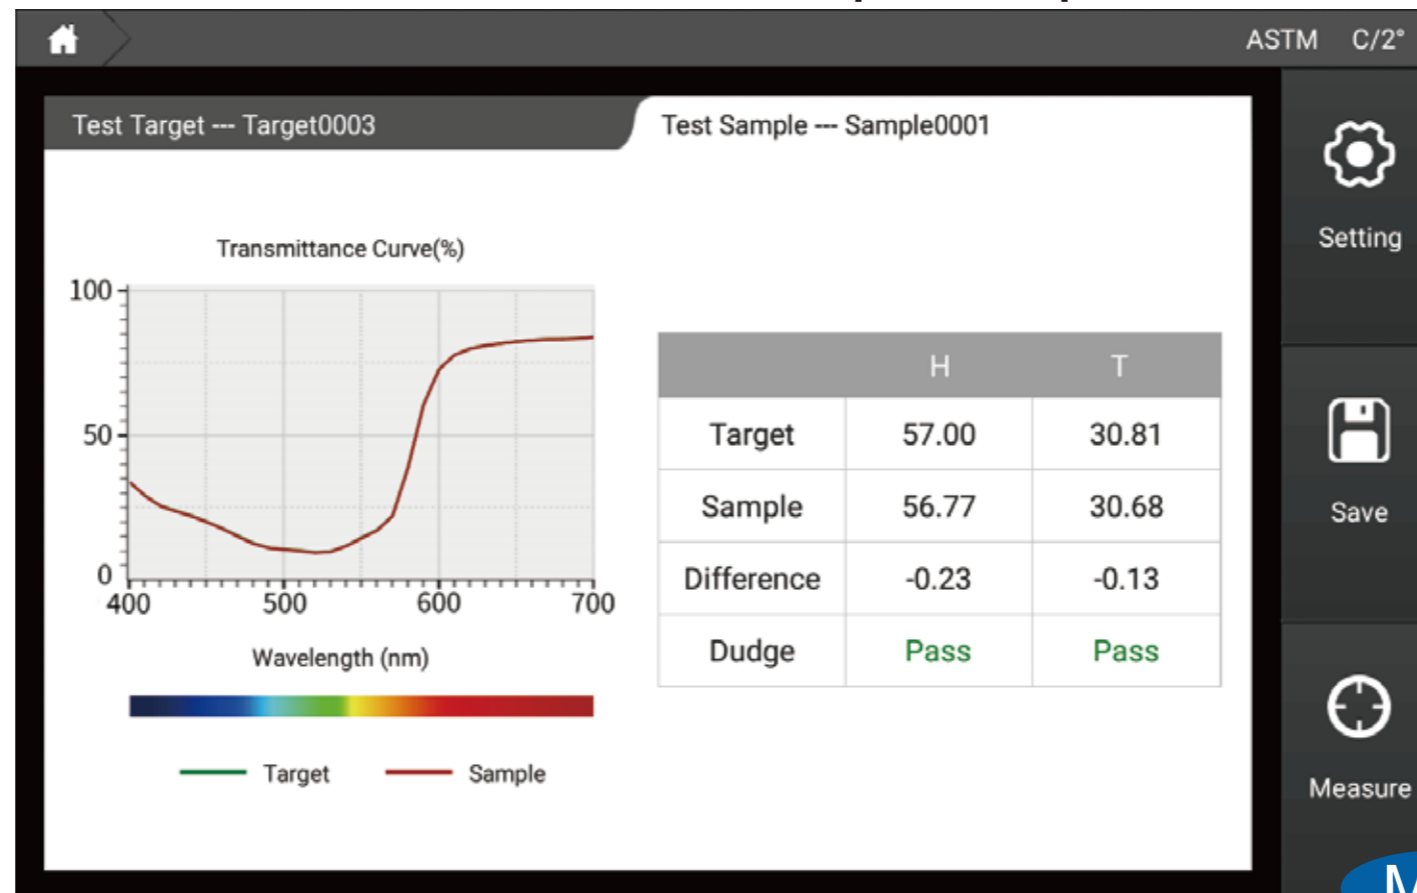 ASTM C/2°
Test Target --- Target0003
Test Sample --- Sample0001
Setting
Transmittance Curve(%)
100
50
0
400 500 600 700
Wavelength (nm)
Target Sample
H T
Target 57.00 30.81
Sample 56.77 30.68
Difference -0.23 -0.13
Dudge Pass Pass
Save
Measure